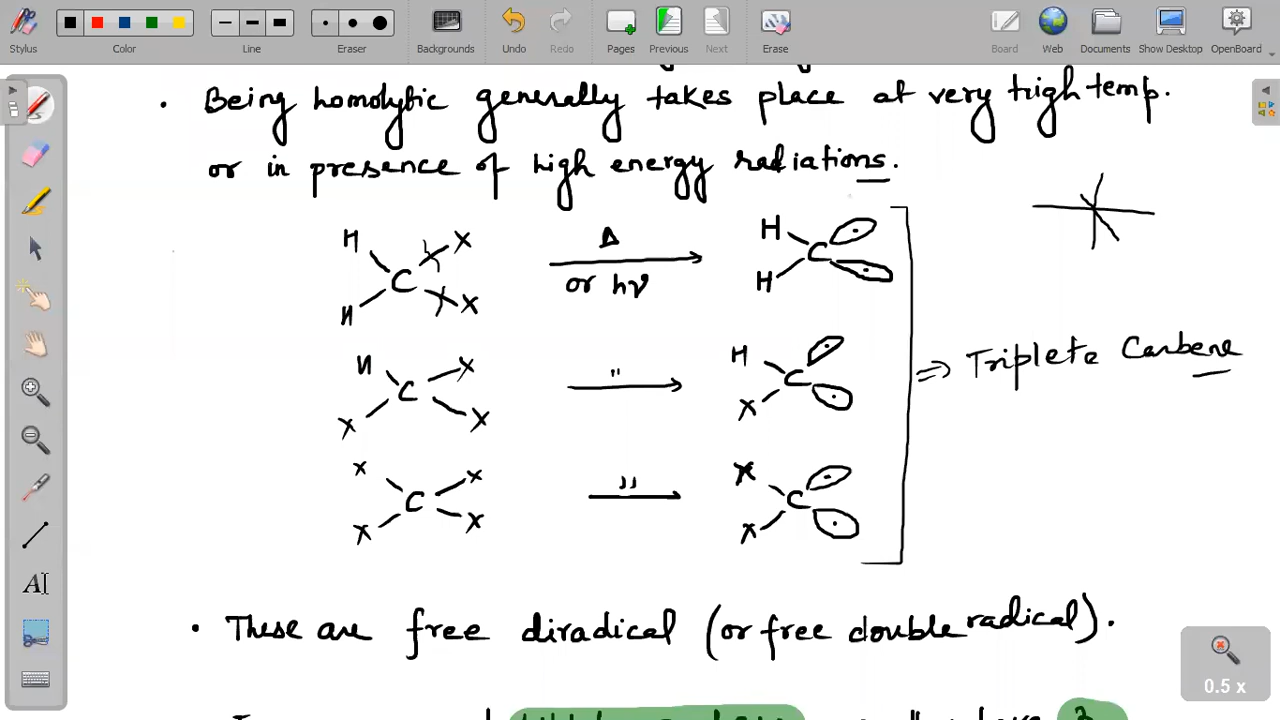 Stylus Color Line Eraser Backgrounds Undo Redo Pages Previous Next Erase Board Web Documents Show Desktop OpenBoard
. Being homolytic generally takes place at very high temp.
or in presence of high energy radiations.
H X Δ H
C → C
H X or hν H
H X H
C " → C
X X X
X X X
C " → C
X X X
⇒ Triplete Carbene
. These are free diradical (or free double radical).
0.5 x